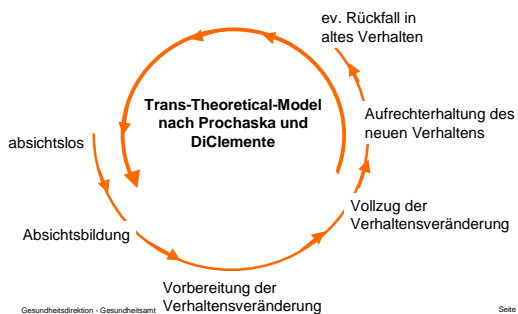 ev. Rückfall in
altes Verhalten
Trans-Theoretical-Model
nach Prochaska und
DiClemente
Aufrechterhaltung des
neuen Verhaltens
absichtslos
Vollzug der
Verhaltensveränderung
Absichtsbildung
Vorbereitung der
Verhaltensveränderung
Gesundheitsdirektion - Gesundheitsamt
Seite